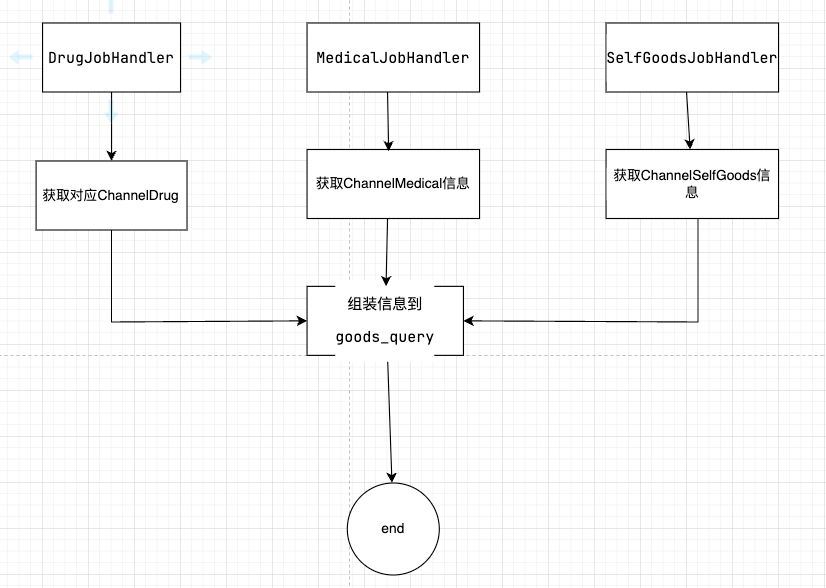 DrugJobHandler
MedicalJobHandler
SelfGoodsJobHandler
获取对应ChannelDrug
获取ChannelMedical信息
获取ChannelSelfGoods信
息
组装信息到
goods_query
end